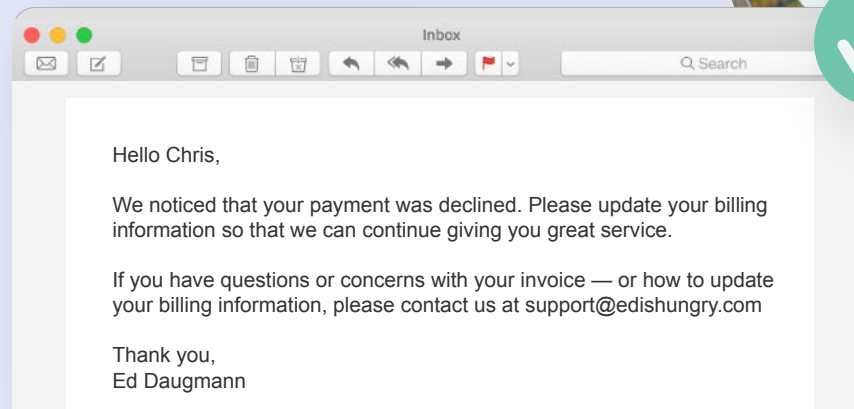 Inbox
Search
Hello Chris,
We noticed that your payment was declined. Please update your billing
information so that we can continue giving you great service.
If you have questions or concerns with your invoice — or how to update
your billing information, please contact us at support@edishungry.com
Thank you,
Ed Daugmann